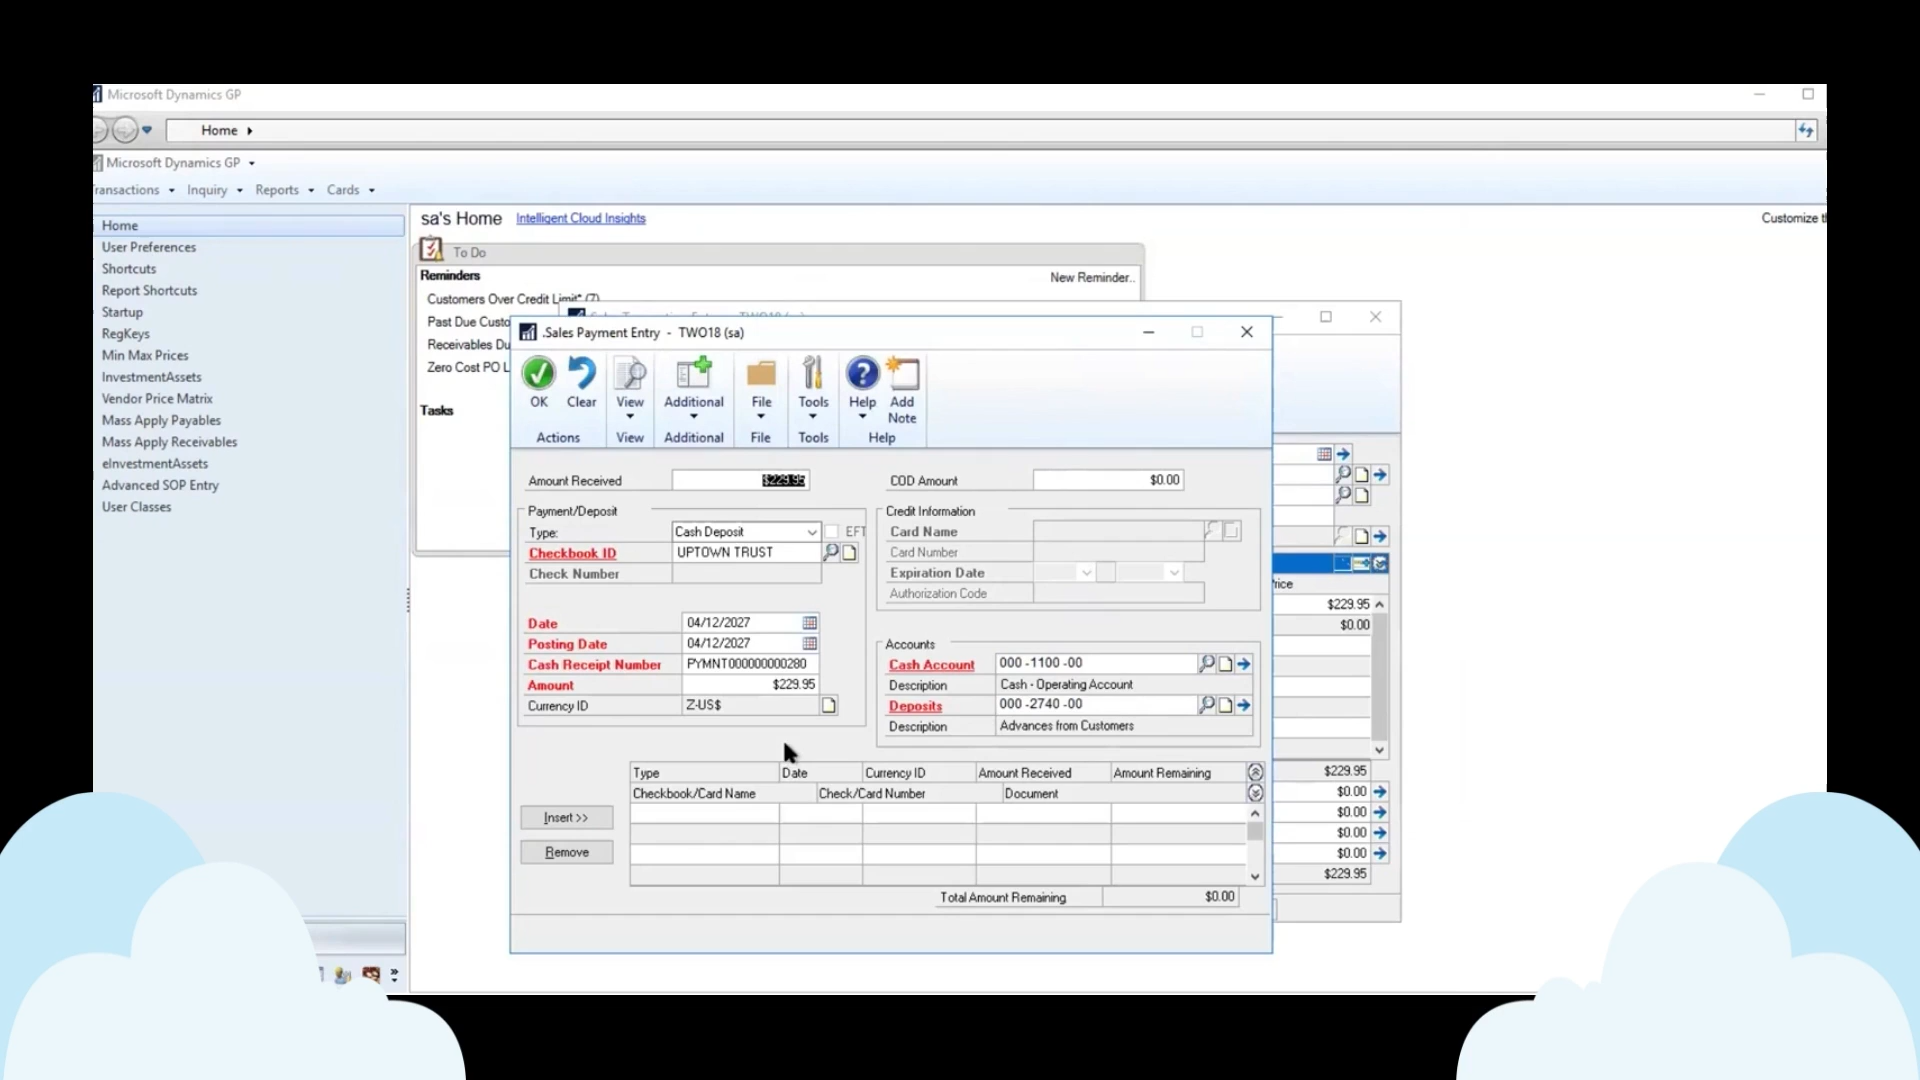 Microsoft Dynamics GP
Home
Microsoft Dynamics GP
Transactions Inquiry Reports Cards
Home
User Preferences
Shortcuts
Report Shortcuts
Startup
RegKeys
Min Max Prices
InvestmentAssets
Vendor Price Matrix
Mass Apply Payables
Mass Apply Receivables
eInvestmentAssets
Advanced SOP Entry
User Classes
sa's Home Intelligent Cloud Insights Customize
To Do
Reminders New Reminder..
Customers Over Credit Limit* (7)
Past Due Custo
Receivables Du
Zero Cost PO L
Tasks
.Sales Payment Entry - TWO18 (sa)
OK Clear View Additional File Tools Help Add Note
Actions View Additional File Tools Help
Amount Received $229.95
COD Amount $0.00
Payment/Deposit
Type: Cash Deposit EFT
Checkbook ID UPTOWN TRUST
Check Number
Date 04/12/2027
Posting Date 04/12/2027
Cash Receipt Number PYMNT000000000280
Amount $229.95
Currency ID Z-US$
Credit Information
Card Name
Card Number
Expiration Date
Authorization Code
Accounts
Cash Account 000 -1100 -00
Description Cash - Operating Account
Deposits 000 -2740 -00
Description Advances from Customers
Type Date Currency ID Amount Received Amount Remaining
Checkbook/Card Name Check/Card Number Document
Insert >>
Remove
Total Amount Remaining $0.00
rice
$229.95
$0.00
$229.95
$0.00
$0.00
$0.00
$0.00
$229.95